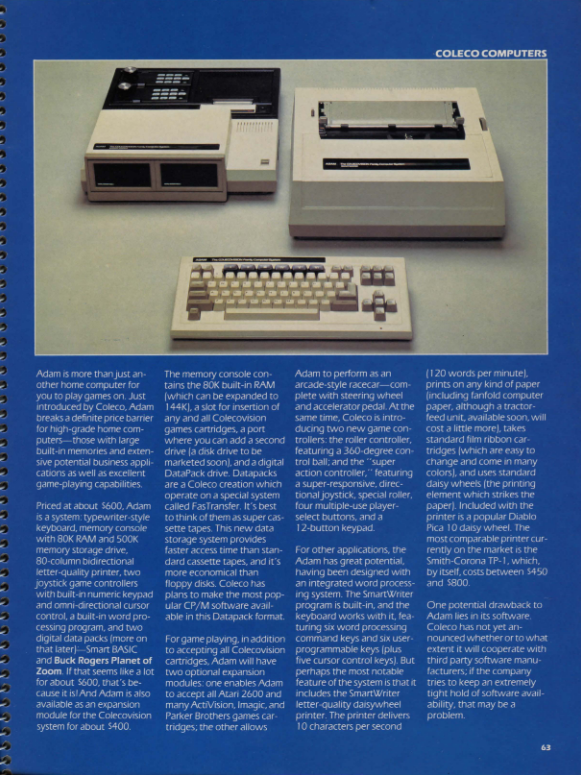 COLECO COMPUTERS
Adam is more than just an-
other home computer for
you to play games on. Just
introduced by Coleco, Adam
breaks a definite price barrier
for high-grade home com-
puters—those with large
built-in memories and exten-
sive potential business appli-
cations as well as excellent
game-playing capabilities.
Priced at about $600, Adam
is a system: typewriter-style
keyboard, memory console
with 80K RAM and 500K
memory storage drive,
80-column bidirectional
letter-quality printer, two
joystick game controllers
with built-in numeric keypad
and omni-directional cursor
control, a built-in word pro-
cessing program, and two
digital data packs (more on
that later)—Smart BASIC
and Buck Rogers Planet of
Zoom. If that seems like a lot
for about $600, that's be-
cause it is! And Adam is also
available as an expansion
module for the Colecovision
system for about $400.
The memory console con-
tains the 80K built-in RAM
(which can be expanded to
144K), a slot for insertion of
any and all Colecovision
games cartridges, a port
where you can add a second
drive (a disk drive to be
marketed soon), and a digital
DataPack drive. Datapacks
are a Coleco creation which
operate on a special system
called FasTransfer. It's best
to think of them as super cas-
sette tapes. This new data
storage system provides
faster access time than stan-
dard cassette tapes, and it's
more economical than
floppy disks. Coleco has
plans to make the most pop-
ular CP/M software avail-
able in this Datapack format.
For game playing, in addition
to accepting all Colecovision
cartridges, Adam will have
two optional expansion
modules: one enables Adam
to accept all Atari 2600 and
many ActiVision, Imagic, and
Parker Brothers games car-
tridges; the other allows
Adam to perform as an
arcade-style racecar—com-
plete with steering wheel
and accelerator pedal. At the
same time, Coleco is intro-
ducing two new game con-
trollers: the roller controller,
featuring a 360-degree con-
trol ball; and the "super
action controller," featuring
a super-responsive, direc-
tional joystick, special roller,
four multiple-use player-
select buttons, and a
12-button keypad.
For other applications, the
Adam has great potential,
having been designed with
an integrated word process-
ing system. The SmartWriter
program is built-in, and the
keyboard works with it, fea-
turing six word processing
command keys and six user-
programmable keys (plus
five cursor control keys). But
perhaps the most notable
feature of the system is that it
includes the SmartWriter
letter-quality daisywheel
printer. The printer delivers
10 characters per second
(120 words per minute),
prints on any kind of paper
(including fanfold computer
paper, although a tractor-
feed unit, available soon, will
cost a little more), takes
standard film ribbon car-
tridges (which are easy to
change and come in many
colors), and uses standard
daisy wheels (the printing
element which strikes the
paper). Included with the
printer is a popular Diablo
Pica 10 daisy wheel. The
most comparable printer cur-
rently on the market is the
Smith-Corona TP-1, which,
by itself, costs between $450
and $800.
One potential drawback to
Adam lies in its software.
Coleco has not yet an-
nounced whether or to what
extent it will cooperate with
third party software manu-
facturers; if the company
tries to keep an extremely
tight hold of software avail-
ability, that may be a
problem.
63